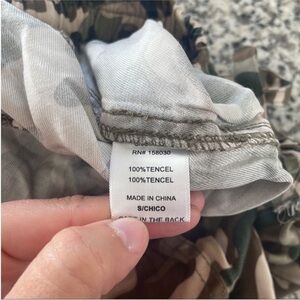 RN# 158030
100%TENCEL
100%TENCEL
MADE IN CHINA
S/CHICO
IN THE BACK